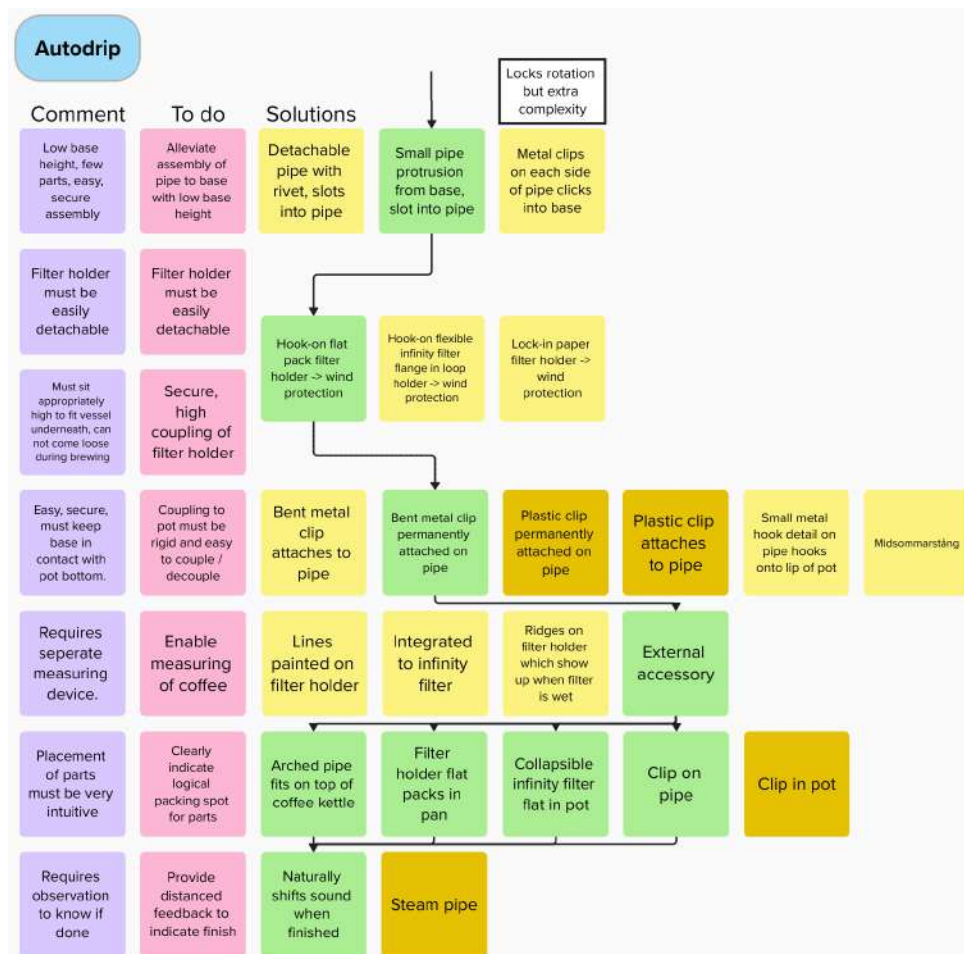 Autodrip
Locks rotation
but extra
complexity
Comment
To do
Solutions
Low base
height, few
parts, easy,
secure
assembly
Alleviate
assembly of
pipe to base
with low base
height
Detachable
pipe with
rivet, slots
into pipe
Small pipe
protrusion
from base,
slot into pipe
Metal clips
on each side
of pipe clicks
into base
Filter holder
must be
easily
detachable
Filter holder
must be
easily
detachable
Hook-on flat
pack filter
holder -> wind
protection
Hook-on flexible
infinity filter
flange in loop
holder -> wind
protection
Lock-in paper
filter holder ->
wind
protection
Must sit
appropriately
high to fit vessel
underneath, can
not come loose
during brewing
Secure,
high
coupling of
filter holder
Easy, secure,
must keep
base in
contact with
pot bottom.
Coupling to
pot must be
rigid and easy
to couple /
decouple
Bent metal
clip
attaches to
pipe
Bent metal clip
permanently
attached on
pipe
Plastic clip
permanently
attached on
pipe
Plastic clip
attaches
to pipe
Small metal
hook detail on
pipe hooks
onto lip of pot
Midsommarstång
Requires
seperate
measuring
device.
Enable
measuring
of coffee
Lines
painted on
filter holder
Integrated
to infinity
filter
Ridges on
filter holder
which show
up when filter
is wet
External
accessory
Placement
of parts
must be very
intuitive
Clearly
indicate
logical
packing spot
for parts
Arched pipe
fits on top of
coffee kettle
Filter
holder flat
packs in
pan
Collapsible
infinity filter
flat in pot
Clip on
pipe
Clip in pot
Requires
observation
to know if
done
Provide
distanced
feedback to
indicate finish
Naturally
shifts sound
when
finished
Steam pipe